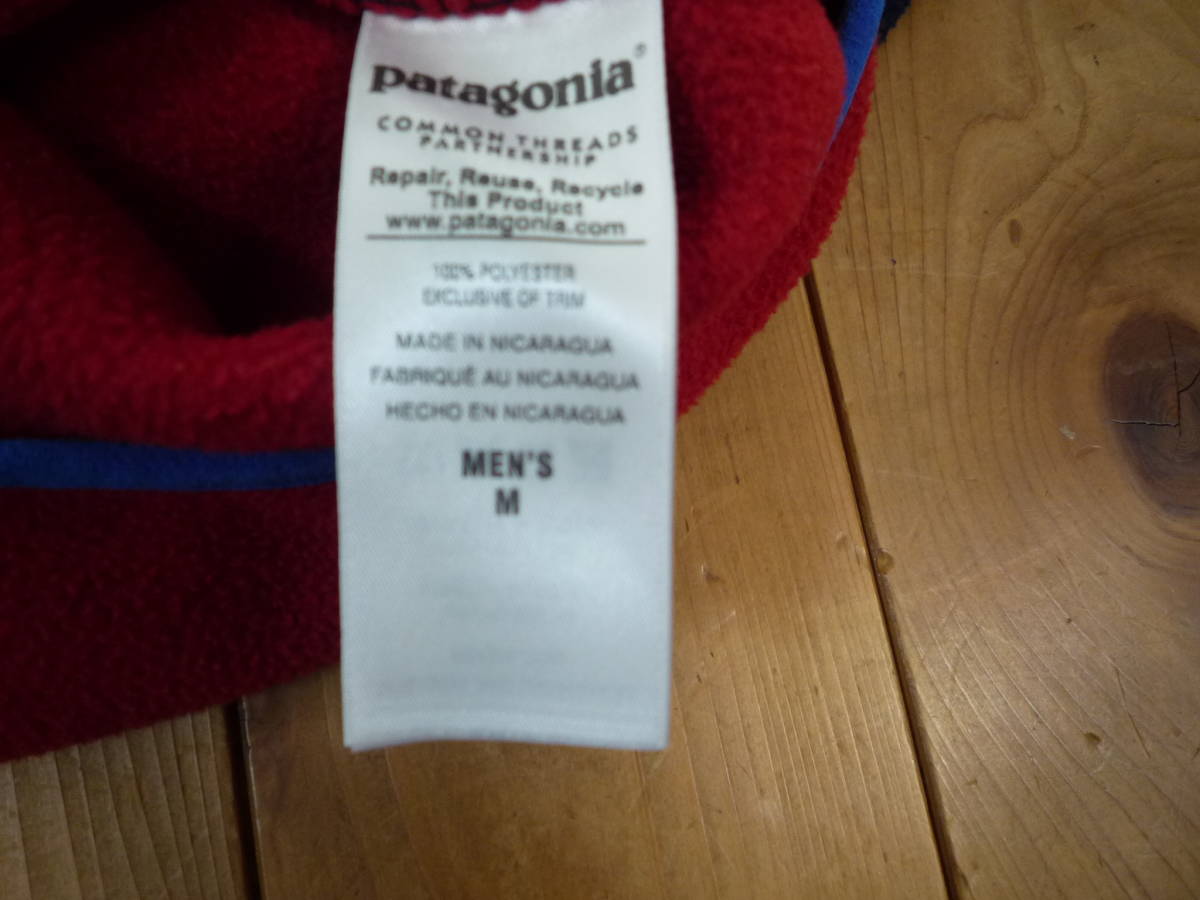 patagonia®
COMMON THREADS
PARTNERSHIP
Repair, Reuse, Recycle
This Product
www.patagonia.com
100% POLYESTER
EXCLUSIVE OF TRIM
MADE IN NICARAGUA
FABRIQUÉ AU NICARAGUA
HECHO EN NICARAGUA
MEN'S
M